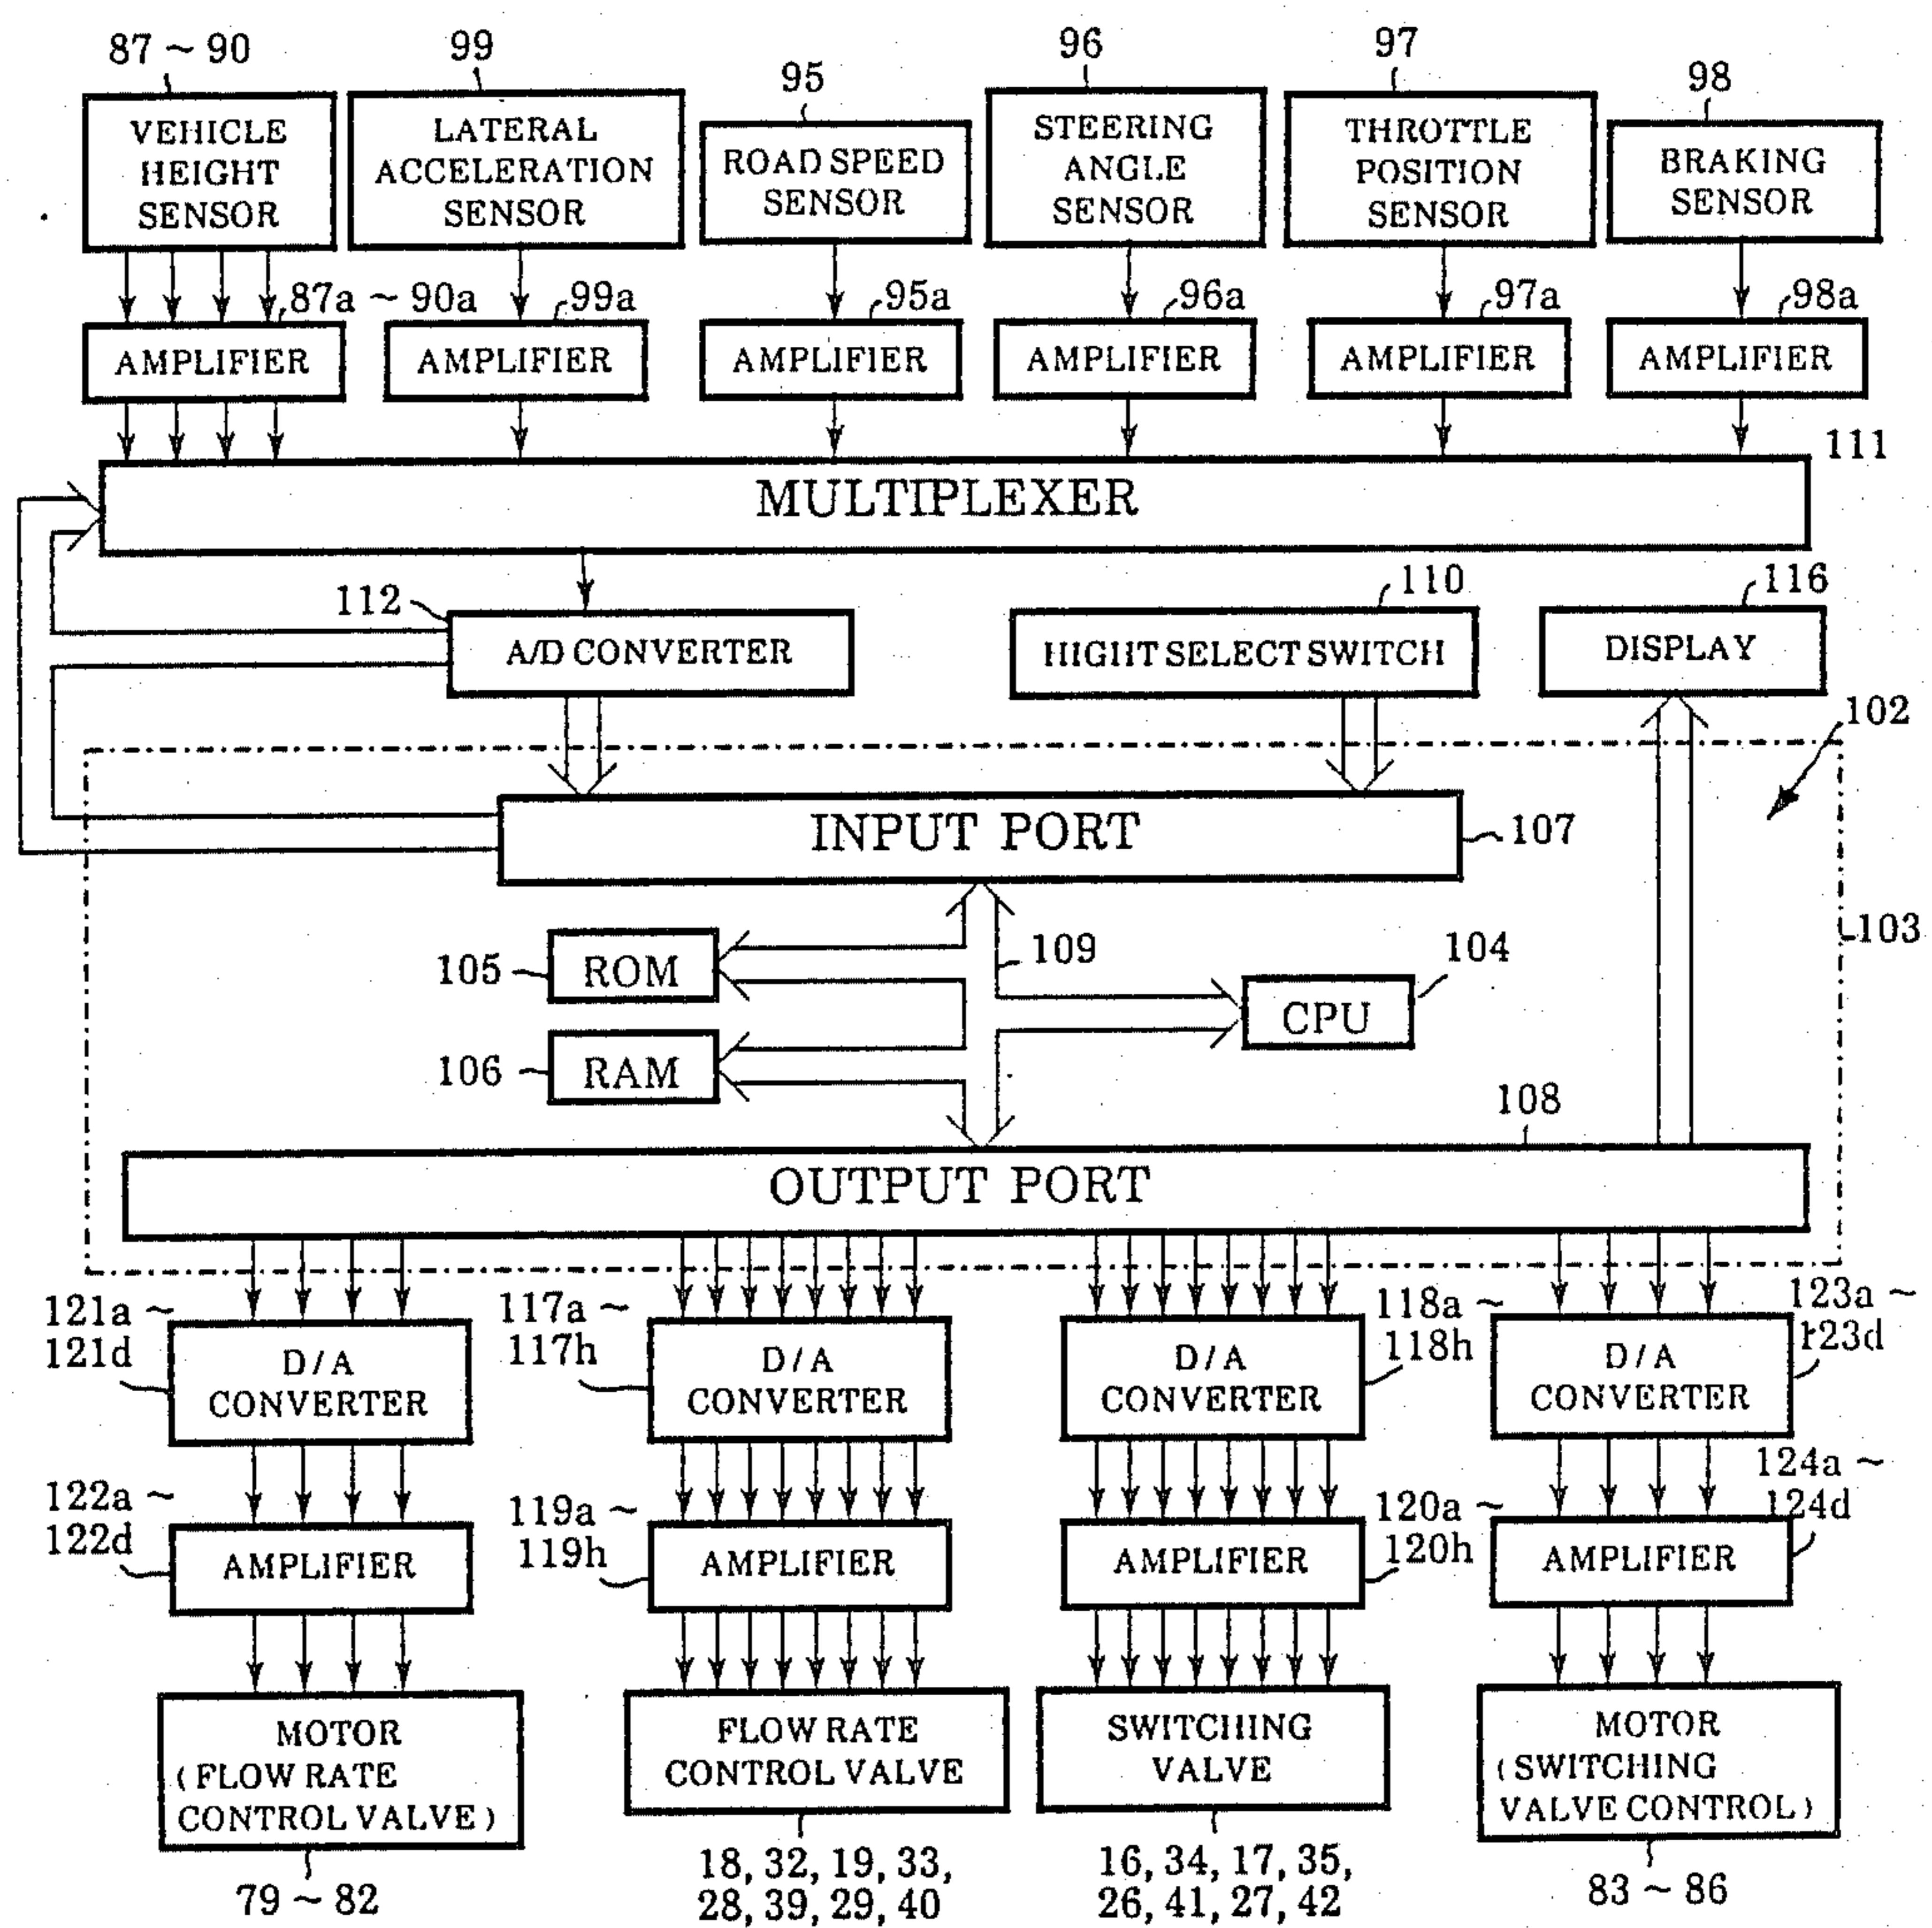 87 ~ 90
99
95
96
97
98
VEHICLE
HEIGHT
SENSOR
LATERAL
ACCELERATION
SENSOR
ROAD SPEED
SENSOR
STEERING
ANGLE
SENSOR
THROTTLE
POSITION
SENSOR
BRAKING
SENSOR
87a ~ 90a
99a
95a
96a
97a
98a
AMPLIFIER
AMPLIFIER
AMPLIFIER
AMPLIFIER
AMPLIFIER
AMPLIFIER
111
MULTIPLEXER
112
110
116
A/D CONVERTER
HIGHT SELECT SWITCH
DISPLAY
102
INPUT PORT
107
103
105
ROM
109
104
CPU
106
RAM
108
OUTPUT PORT
121a ~
121d
117a ~
117h
118a ~
118h
123a ~
123d
D/A
CONVERTER
D/A
CONVERTER
D/A
CONVERTER
D/A
CONVERTER
122a ~
122d
119a ~
119h
120a ~
120h
124a ~
124d
AMPLIFIER
AMPLIFIER
AMPLIFIER
AMPLIFIER
MOTOR
(FLOW RATE
CONTROL VALVE)
FLOW RATE
CONTROL VALVE
SWITCHING
VALVE
MOTOR
(SWITCHING
VALVE CONTROL)
79 ~ 82
18, 32, 19, 33,
28, 39, 29, 40
16, 34, 17, 35,
26, 41, 27, 42
83 ~ 86